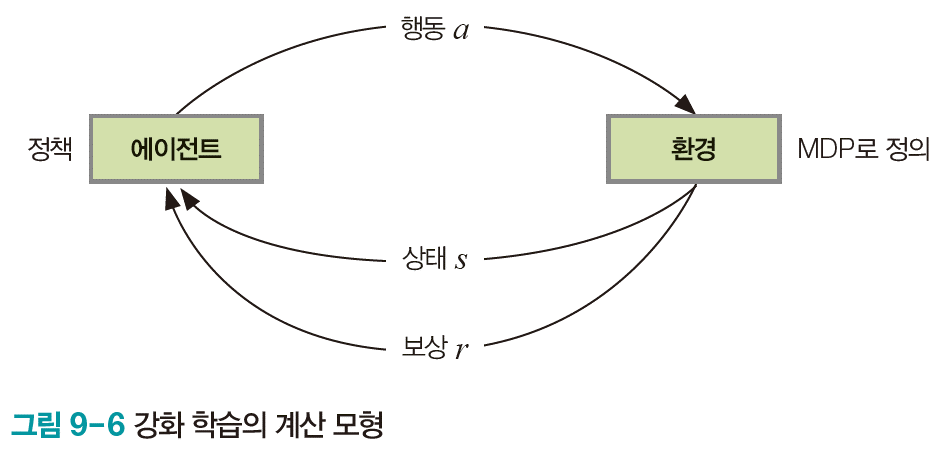 행동 a
정책
에이전트
환경
MDP로 정의
상태 s
보상 r
그림 9-6 강화 학습의 계산 모형